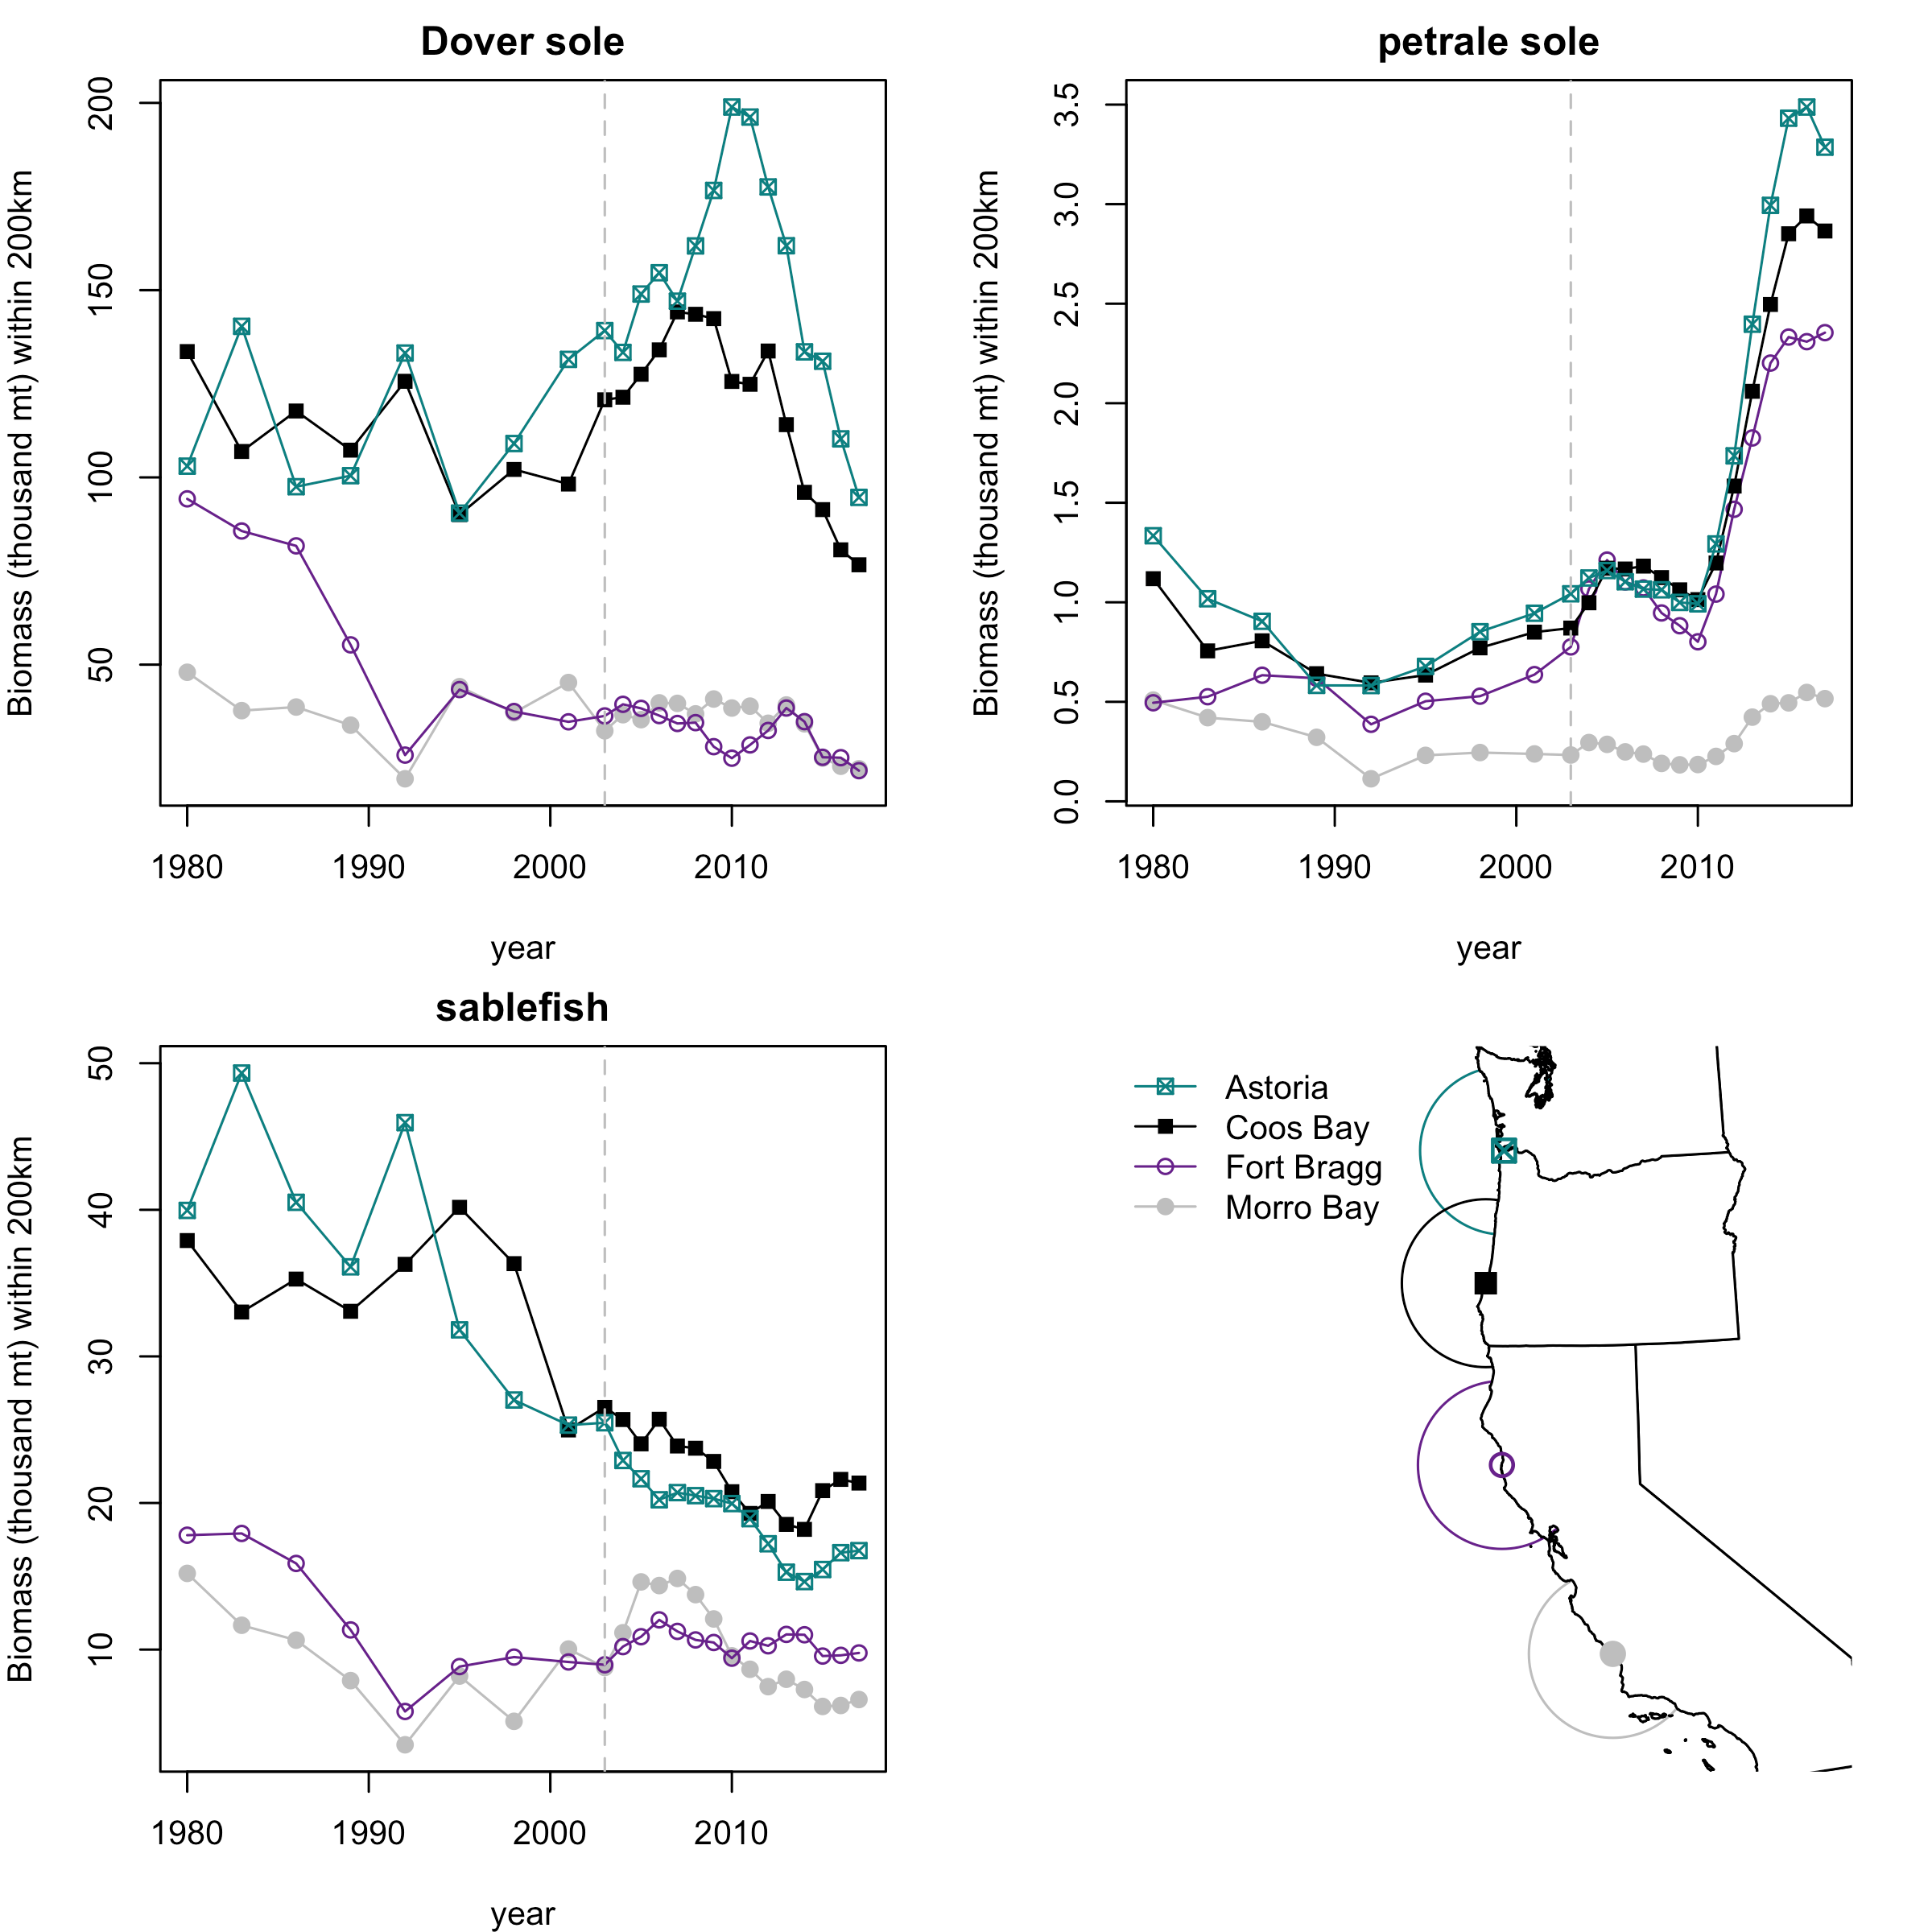 Dover sole
Biomass (thousand mt) within 200km
200
150
100
50
1980 1990 2000 2010
year
petrale sole
Biomass (thousand mt) within 200km
3.5
3.0
2.5
2.0
1.5
1.0
0.5
0.0
1980 1990 2000 2010
year
sablefish
Biomass (thousand mt) within 200km
50
40
30
20
10
1980 1990 2000 2010
year
Astoria
Coos Bay
Fort Bragg
Morro Bay